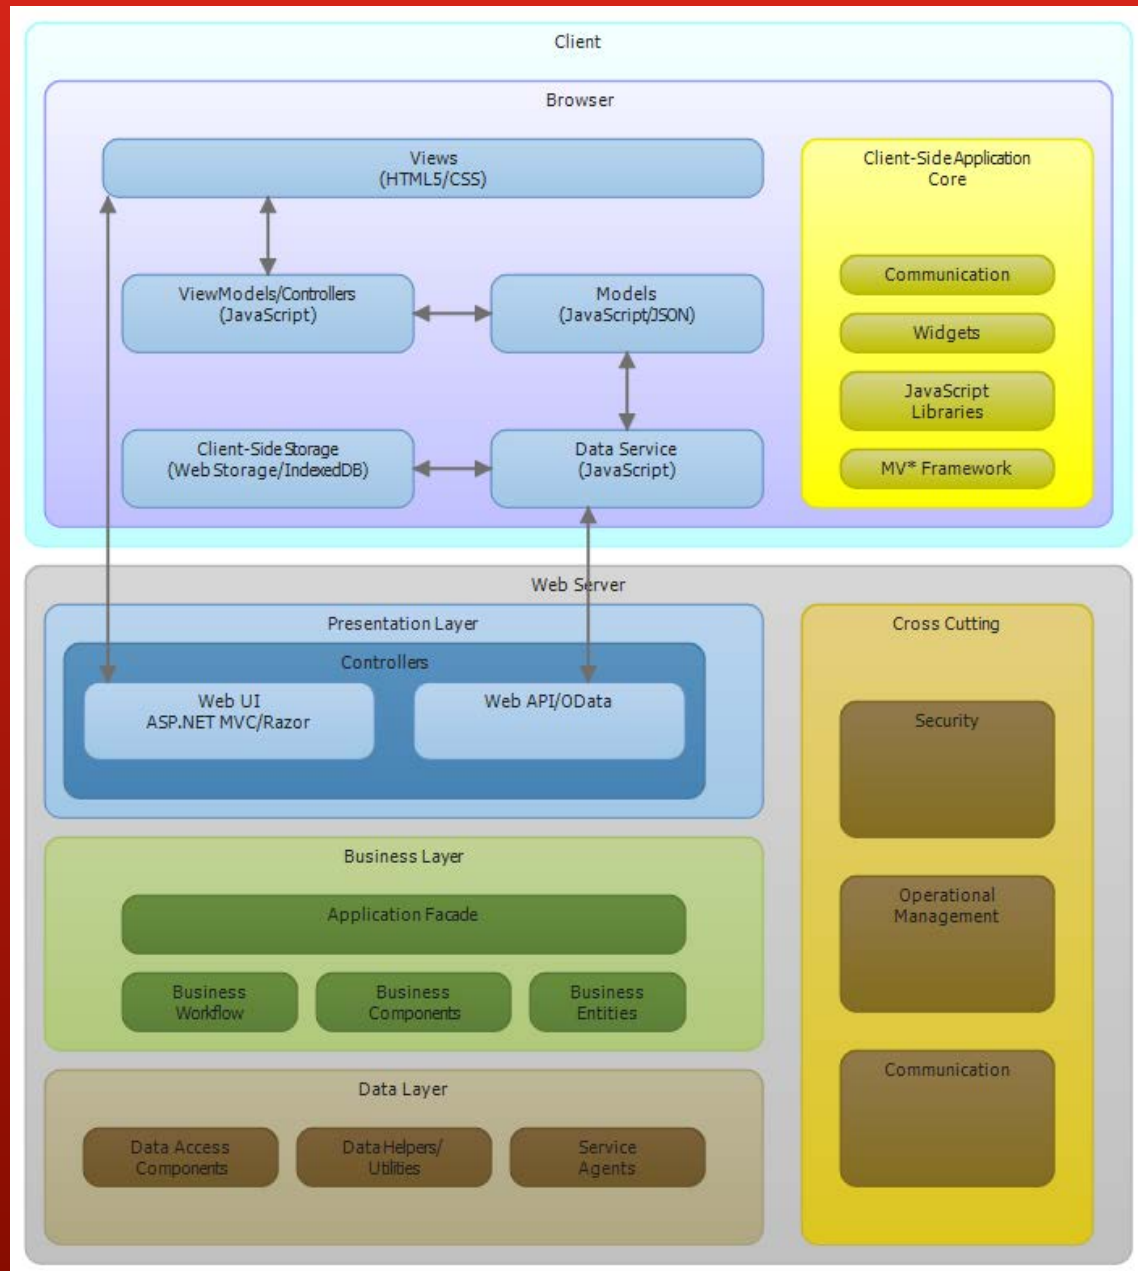 Client
Browser
Views
(HTML5/CSS)
ViewModels/Controllers
(JavaScript)
Models
(JavaScript/JSON)
Client-Side Storage
(Web Storage/IndexedDB)
Data Service
(JavaScript)
Client-Side Application
Core
Communication
Widgets
JavaScript
Libraries
MV* Framework
Web Server
Presentation Layer
Controllers
Web UI
ASP.NET MVC/Razor
Web API/OData
Business Layer
Application Facade
Business
Workflow
Business
Components
Business
Entities
Data Layer
Data Access
Components
Data Helpers/
Utilities
Service
Agents
Cross Cutting
Security
Operational
Management
Communication